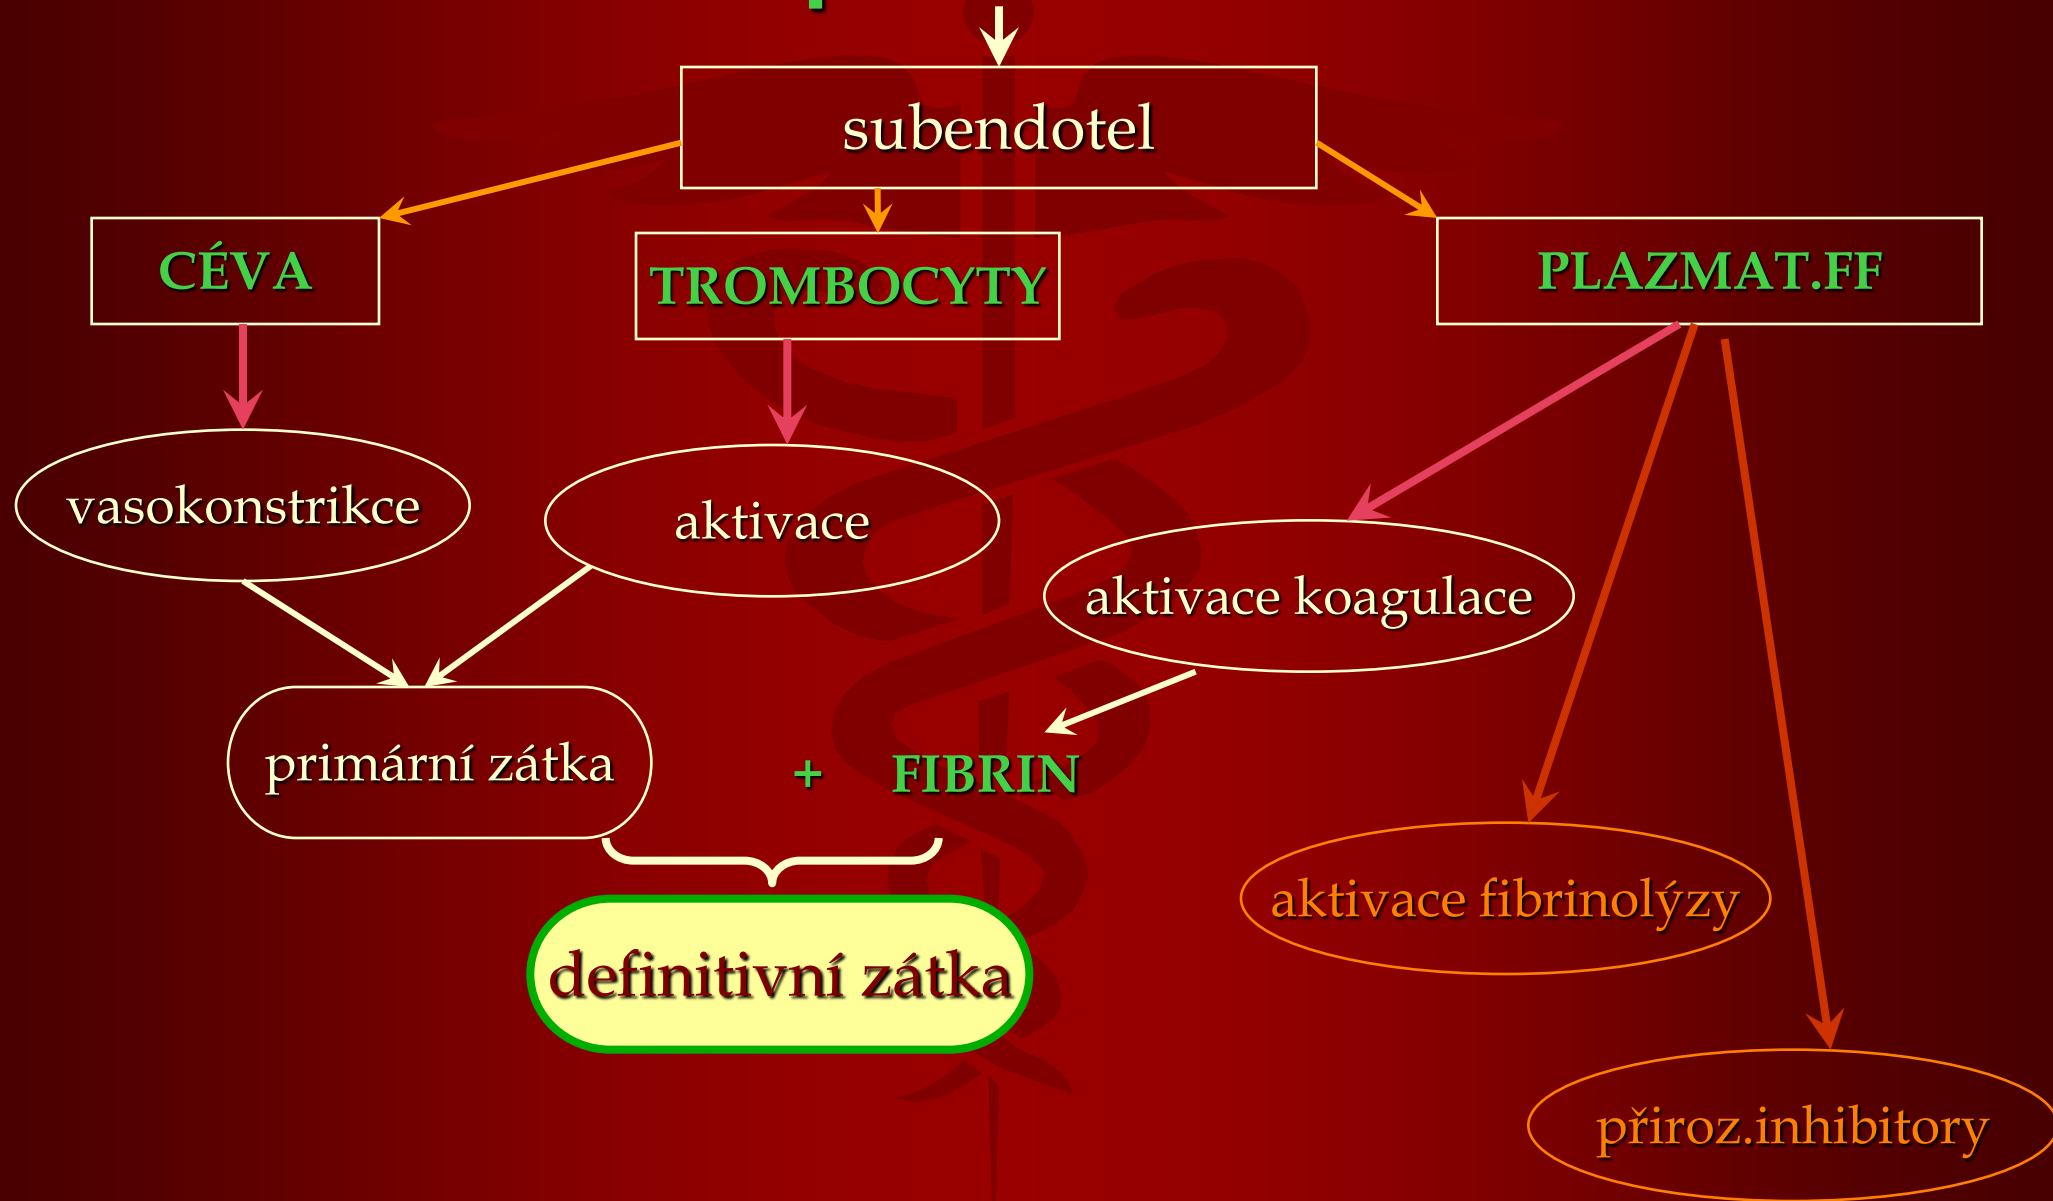 subendotel
CÉVA
TROMBOCYTY
PLAZMAT.FF
vasokonstrikce
aktivace
aktivace koagulace
primární zátka
+ FIBRIN
aktivace fibrinolýzy
definitivní zátka
přiroz.inhibitory